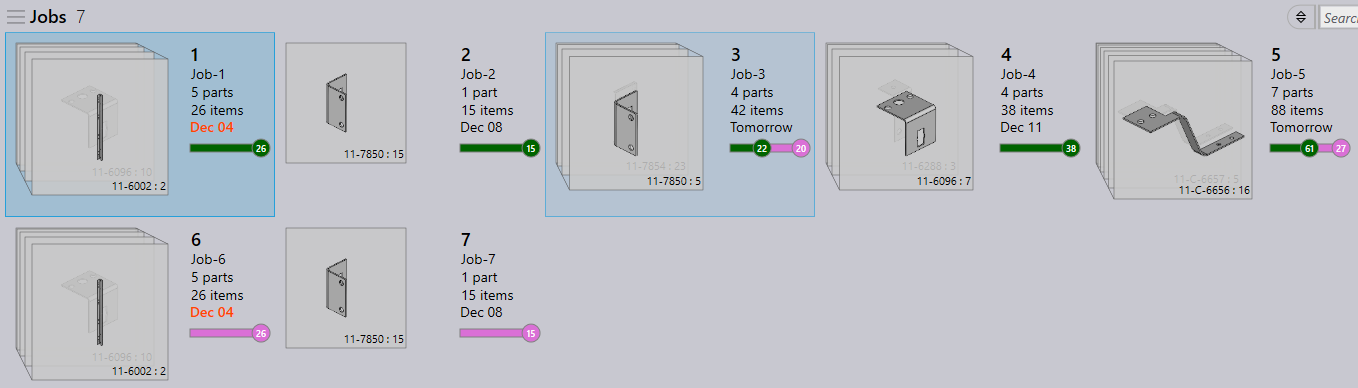 Jobs 7
Search
1
Job-1
5 parts
26 items
Dec 04
26
11-6096 : 10
11-6002 : 2
2
Job-2
1 part
15 items
Dec 08
15
11-7850 : 15
3
Job-3
4 parts
42 items
Tomorrow
22 20
11-7854 : 23
11-7850 : 5
4
Job-4
4 parts
38 items
Dec 11
38
11-6288 : 3
11-6096 : 7
5
Job-5
7 parts
88 items
Tomorrow
61 27
11-C-6657 : 5
11-C-6656 : 16
6
Job-6
5 parts
26 items
Dec 04
26
11-6096 : 10
11-6002 : 2
7
Job-7
1 part
15 items
Dec 08
15
11-7850 : 15